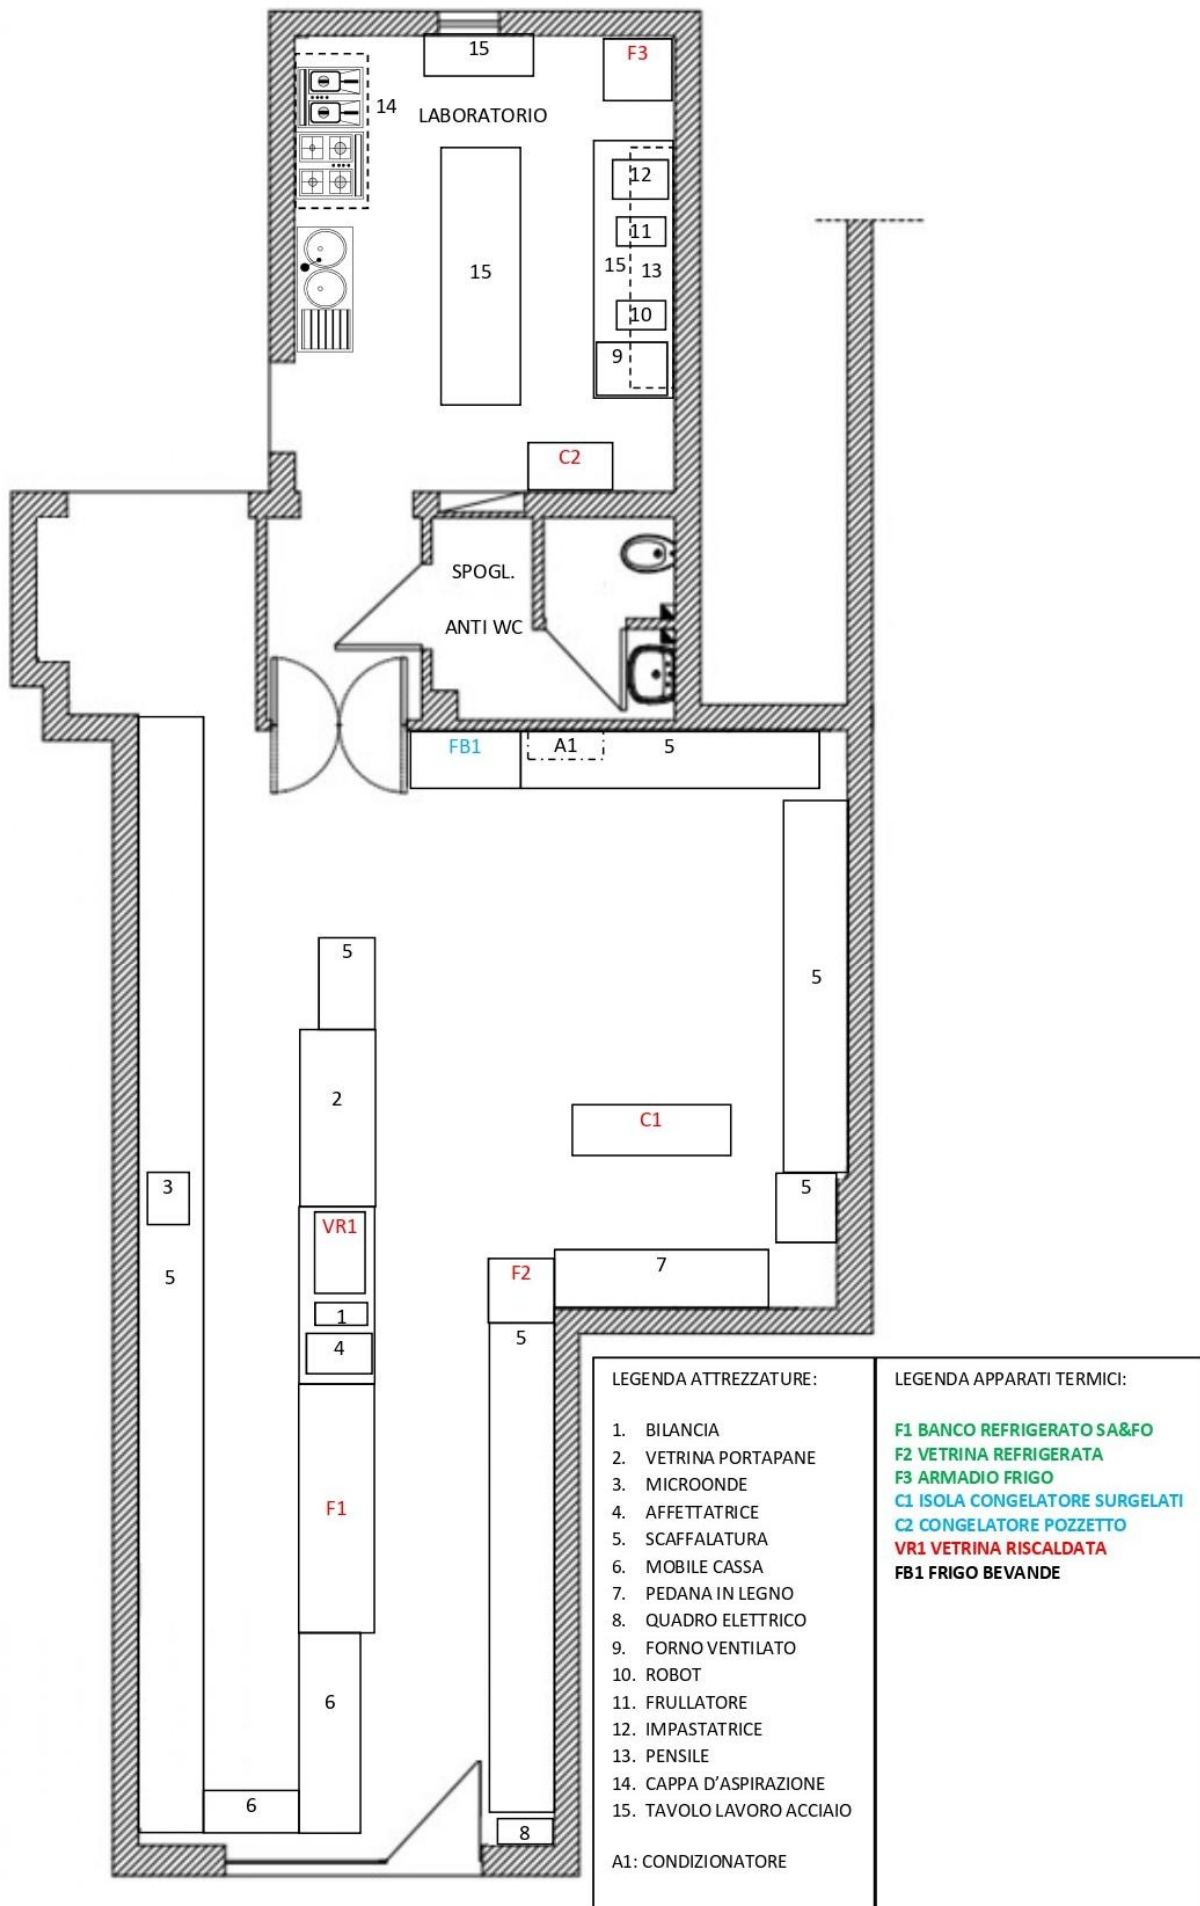 15
F3
14
LABORATORIO
12
11
15
15
13
10
9
C2
SPOGL.
ANTI WC
FB1
A1
5
5
5
2
C1
3
5
VR1
7
F2
5
1
5
4
F1
6
6
8
LEGENDA ATTREZZATURE:
1. BILANCIA
2. VETRINA PORTAPANE
3. MICROONDE
4. AFFETTATRICE
5. SCAFFALATURA
6. MOBILE CASSA
7. PEDANA IN LEGNO
8. QUADRO ELETTRICO
9. FORNO VENTILATO
10. ROBOT
11. FRULLATORE
12. IMPASTATRICE
13. PENSILE
14. CAPPA D'ASPIRAZIONE
15. TAVOLO LAVORO ACCIAIO
A1: CONDIZIONATORE
LEGENDA APPARATI TERMICI:
F1 BANCO REFRIGERATO SA&FO
F2 VETRINA REFRIGERATA
F3 ARMADIO FRIGO
C1 ISOLA CONGELATORE SURGELATI
C2 CONGELATORE POZZETTO
VR1 VETRINA RISCALDATA
FB1 FRIGO BEVANDE